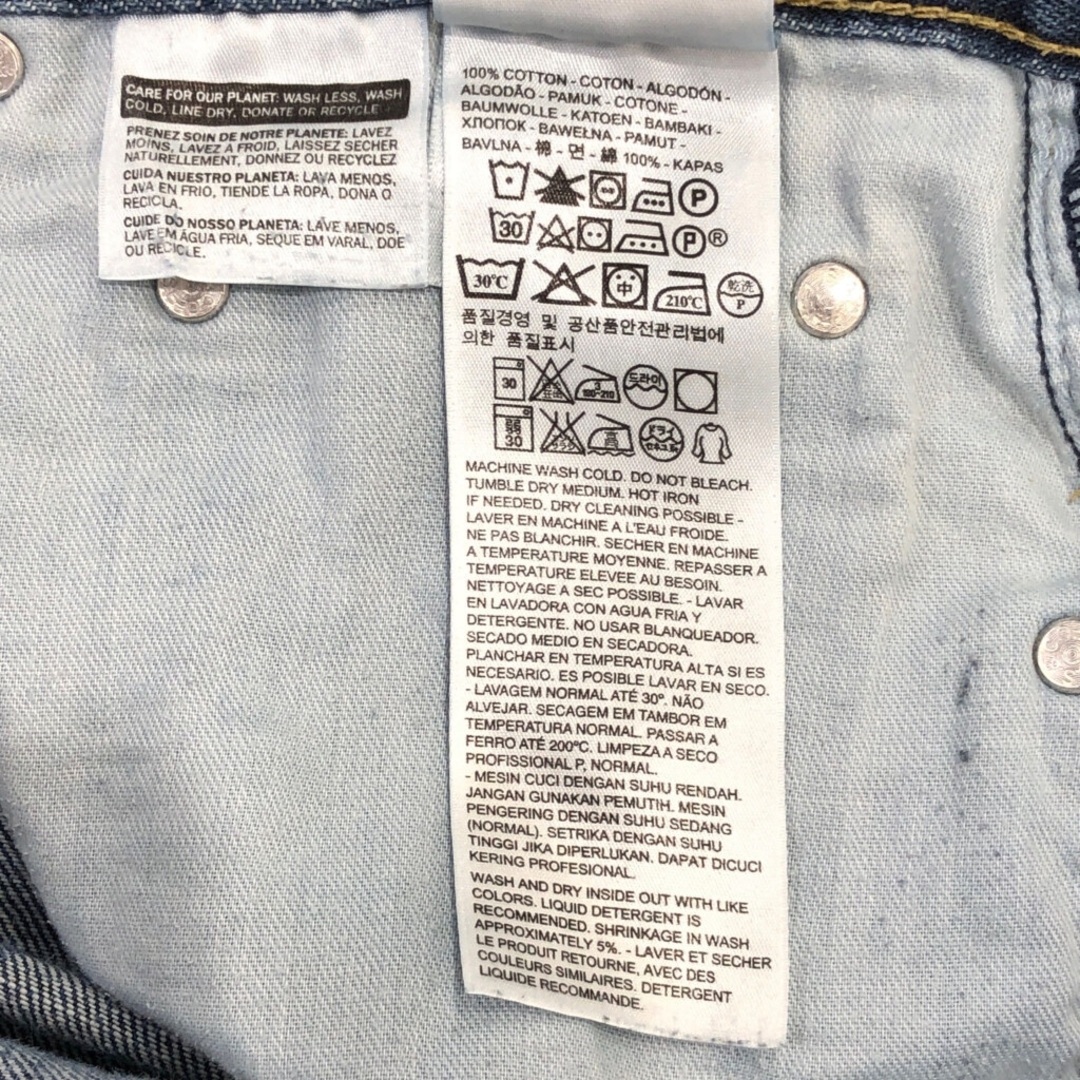 CARE FOR OUR PLANET: WASH LESS, WASH
COLD, LINE DRY, DONATE OR RECYCLE
PRENEZ SOIN DE NOTRE PLANETE: LAVEZ
MOINS, LAVEZ A FROID, LAISSEZ SECHER
NATURELLEMENT, DONNEZ OU RECYCLEZ
CUIDA NUESTRO PLANETA: LAVA MENOS,
LAVA EN FRIO, TIENDE LA ROPA, DONA O
RECICLA.
CUIDE DO NOSSO PLANETA: LAVE MENOS,
LAVE EM ÁGUA FRIA, SEQUE EM VARAL, DOE
OU RECICLE.
100% COTTON - COTON - ALGODÓN -
ALGODÃO - PAMUK - COTONE -
BAUMWOLLE - KATOEN - BAMBAKI -
ХЛОПОК - BAWEŁNA - PAMUT -
BAVLNA - 棉 - 면 - 綿 100% - KAPAS
P
30 P ®
30℃ 中 210℃ 乾洗 P
품질경영 및 공산품안전관리법에
의한 품질표시
30 3 180~210 드라이
30 高 ドライ
MACHINE WASH COLD. DO NOT BLEACH.
TUMBLE DRY MEDIUM. HOT IRON
IF NEEDED. DRY CLEANING POSSIBLE -
LAVER EN MACHINE A L'EAU FROIDE.
NE PAS BLANCHIR. SECHER EN MACHINE
A TEMPERATURE MOYENNE. REPASSER A
TEMPERATURE ELEVEE AU BESOIN.
NETTOYAGE A SEC POSSIBLE. - LAVAR
EN LAVADORA CON AGUA FRIA Y
DETERGENTE. NO USAR BLANQUEADOR.
SECADO MEDIO EN SECADORA.
PLANCHAR EN TEMPERATURA ALTA SI ES
NECESARIO. ES POSIBLE LAVAR EN SECO.
- LAVAGEM NORMAL ATÉ 30º. NÃO
ALVEJAR. SECAGEM EM TAMBOR EM
TEMPERATURA NORMAL. PASSAR A
FERRO ATÉ 200ºC. LIMPEZA A SECO
PROFISSIONAL P, NORMAL.
- MESIN CUCI DENGAN SUHU RENDAH.
JANGAN GUNAKAN PEMUTIH. MESIN
PENGERING DENGAN SUHU SEDANG
(NORMAL). SETRIKA DENGAN SUHU
TINGGI JIKA DIPERLUKAN. DAPAT DICUCI
KERING PROFESIONAL.
WASH AND DRY INSIDE OUT WITH LIKE
COLORS. LIQUID DETERGENT IS
RECOMMENDED. SHRINKAGE IN WASH
APPROXIMATELY 5%. - LAVER ET SECHER
LE PRODUIT RETOURNE, AVEC DES
COULEURS SIMILAIRES. DETERGENT
LIQUIDE RECOMMANDE.